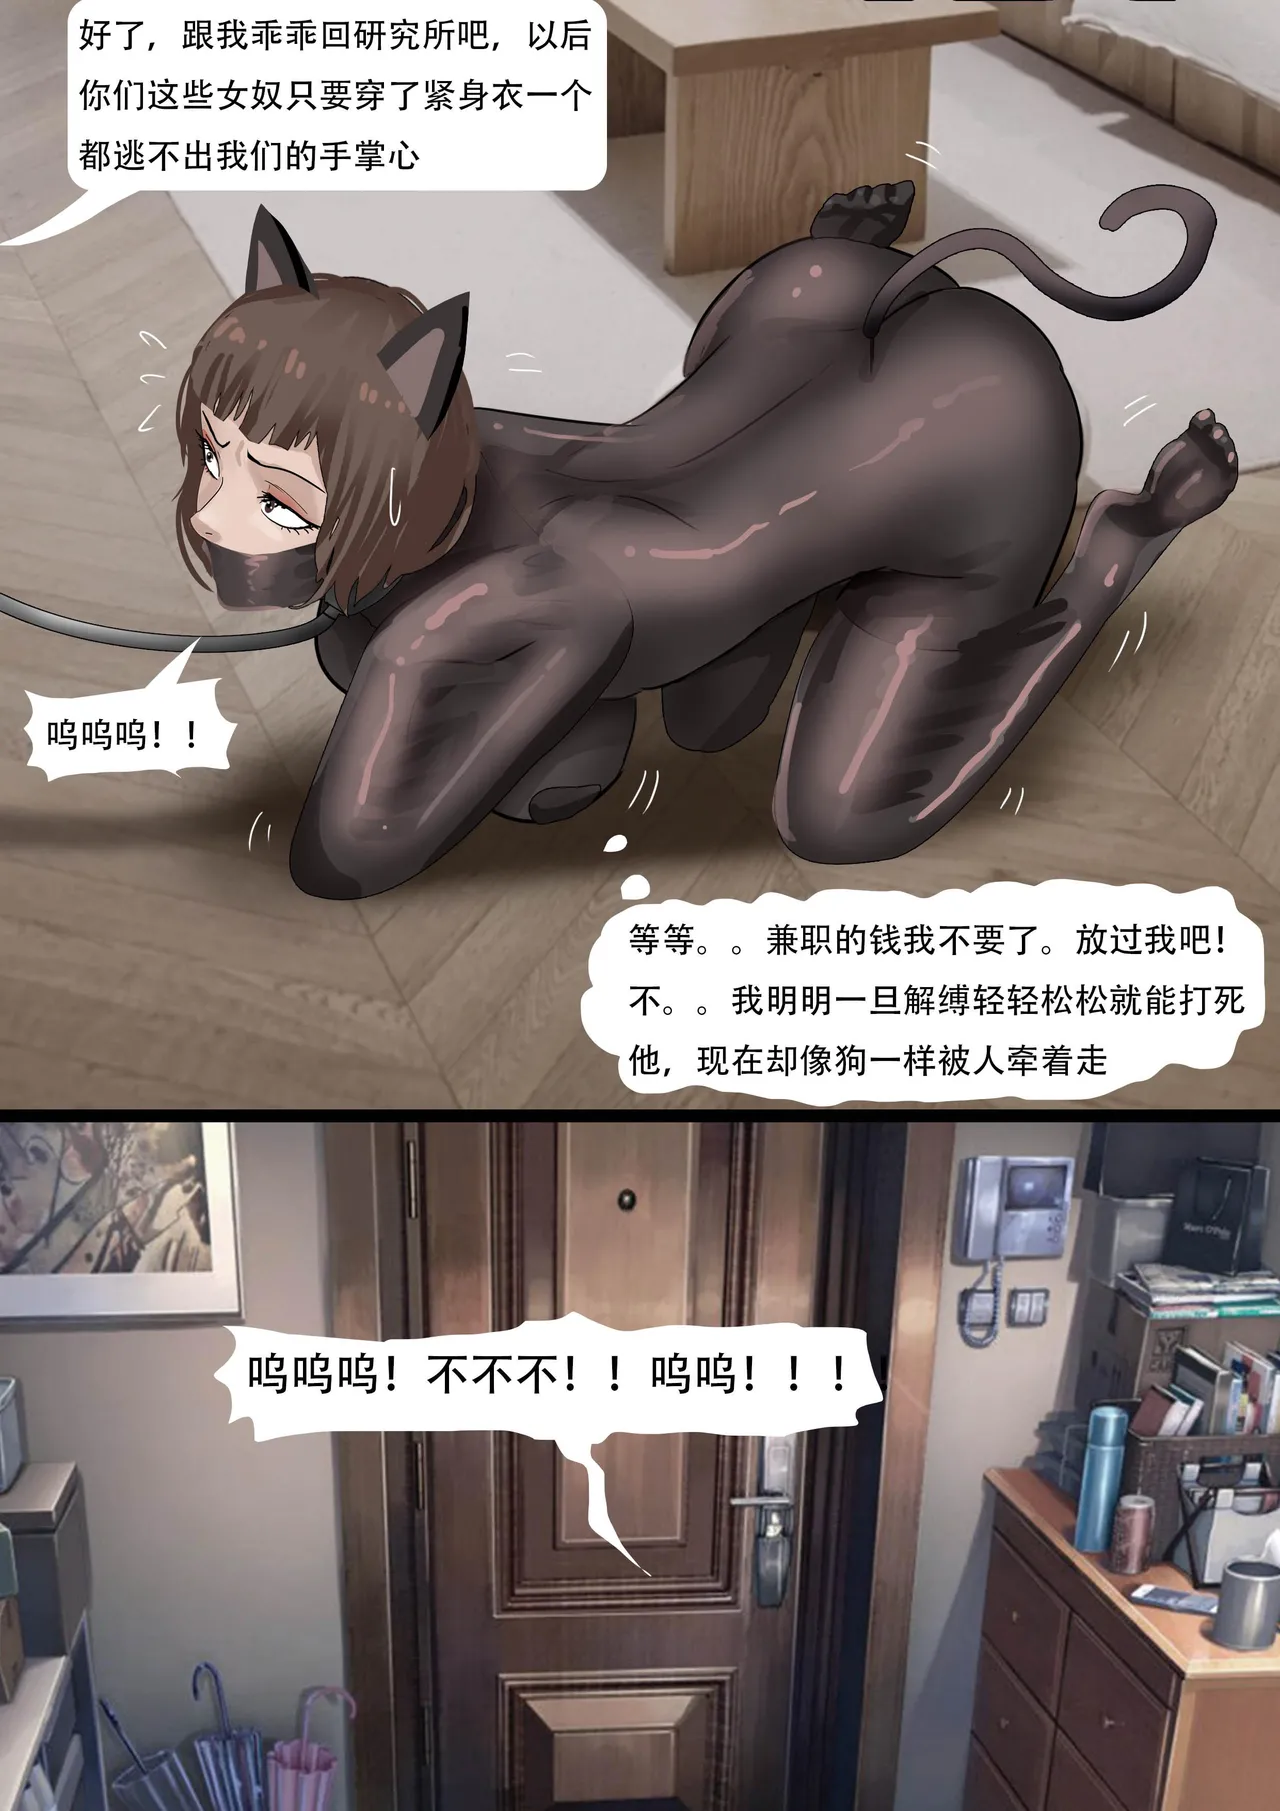 好了，跟我乖乖回研究所吧，以后
你们这些女奴只要穿了紧身衣一个
都逃不出我们的手掌心
呜呜呜！！
等等。。兼职的钱我不要了。放过我吧！
不。。我明明一旦解缚轻轻松松就能打死
他，现在却像狗一样被人牵着走
呜呜呜！不不不！！呜呜！！！！